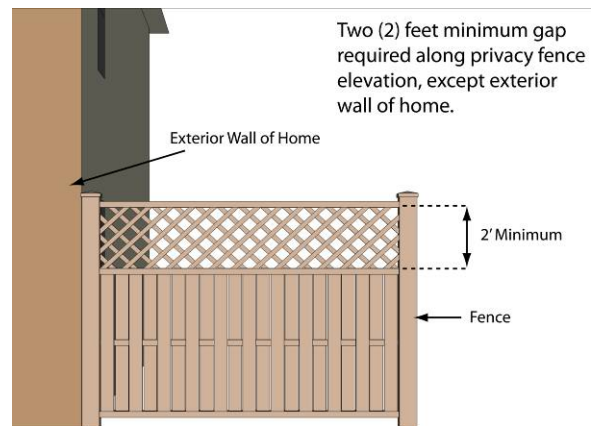 Two (2) feet minimum gap
required along privacy fence
elevation, except exterior
wall of home.
Exterior Wall of Home
2' Minimum
Fence